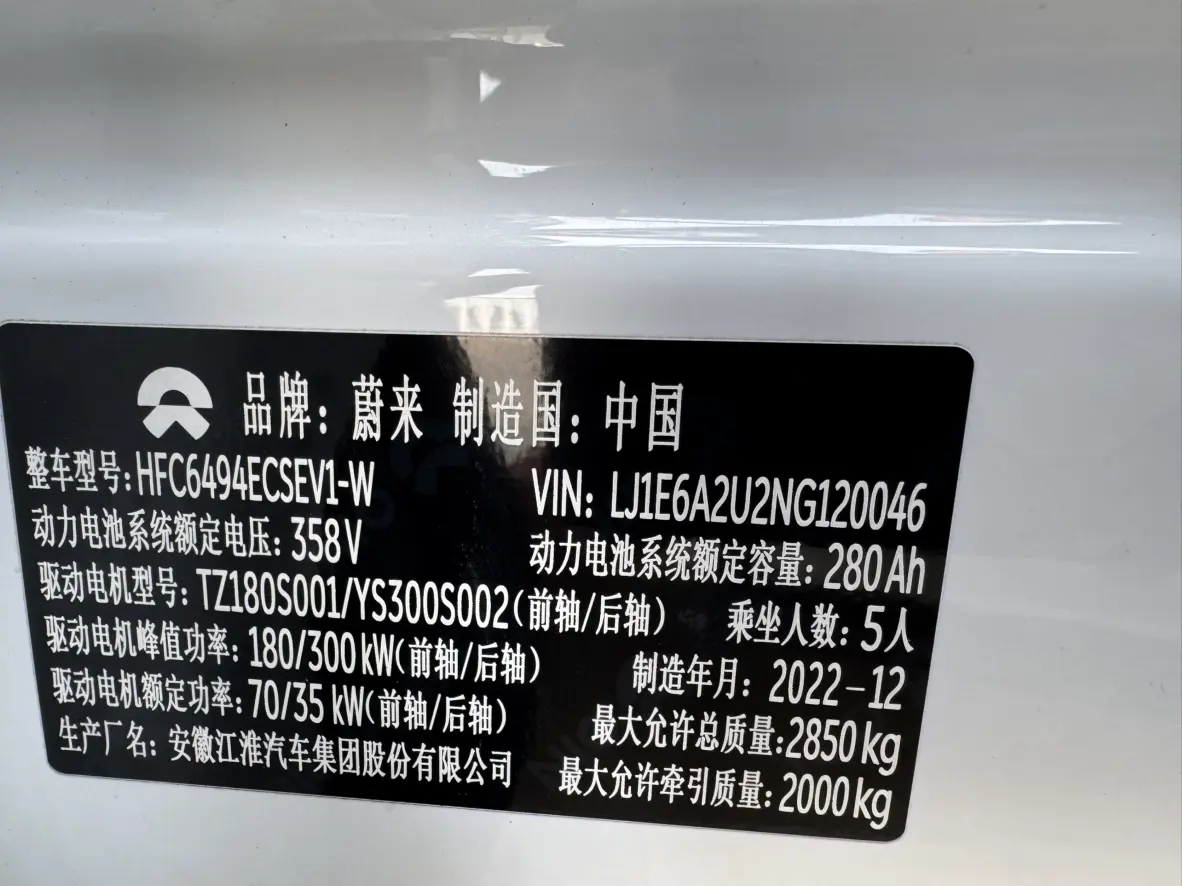 品牌：蔚来 制造国：中国
整车型号：HFC6494ECSEV1-W VIN：LJ1E6A2U2NG120046
动力电池系统额定电压：358V 动力电池系统额定容量：280Ah
驱动电机型号：TZ180S001/YS300S002（前轴/后轴） 乘坐人数：5人
驱动电机峰值功率：180/300kW（前轴/后轴） 制造年月：2022-12
驱动电机额定功率：70/35kW（前轴/后轴） 最大允许总质量：2850kg
生产厂名：安徽江淮汽车集团股份有限公司 最大允许牵引质量：2000kg